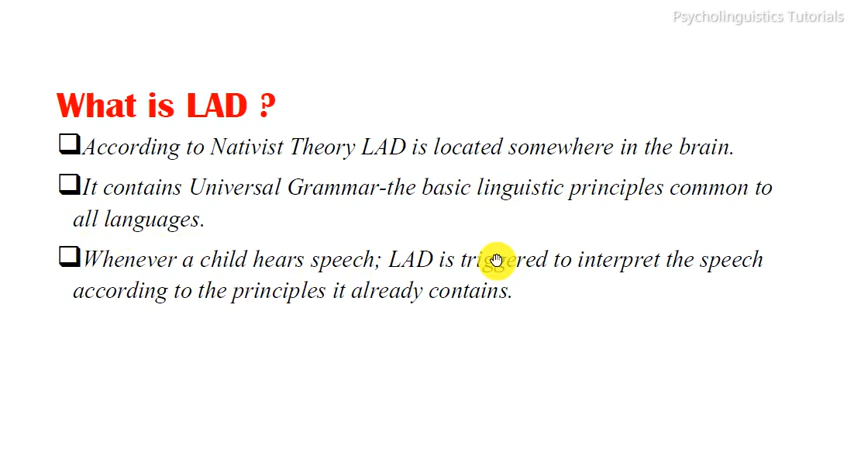 Psycholinguistics Tutorials
What is LAD ?
According to Nativist Theory LAD is located somewhere in the brain.
It contains Universal Grammar-the basic linguistic principles common to
all languages.
Whenever a child hears speech; LAD is triggered to interpret the speech
according to the principles it already contains.